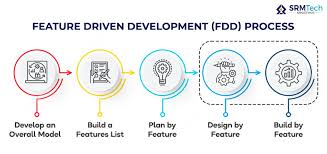 SRMTech
FEATURE DRIVEN DEVELOPMENT (FDD) PROCESS
Develop an
Overall Model
Build a
Features List
Plan by
Feature
Design by
Feature
Build by
Feature